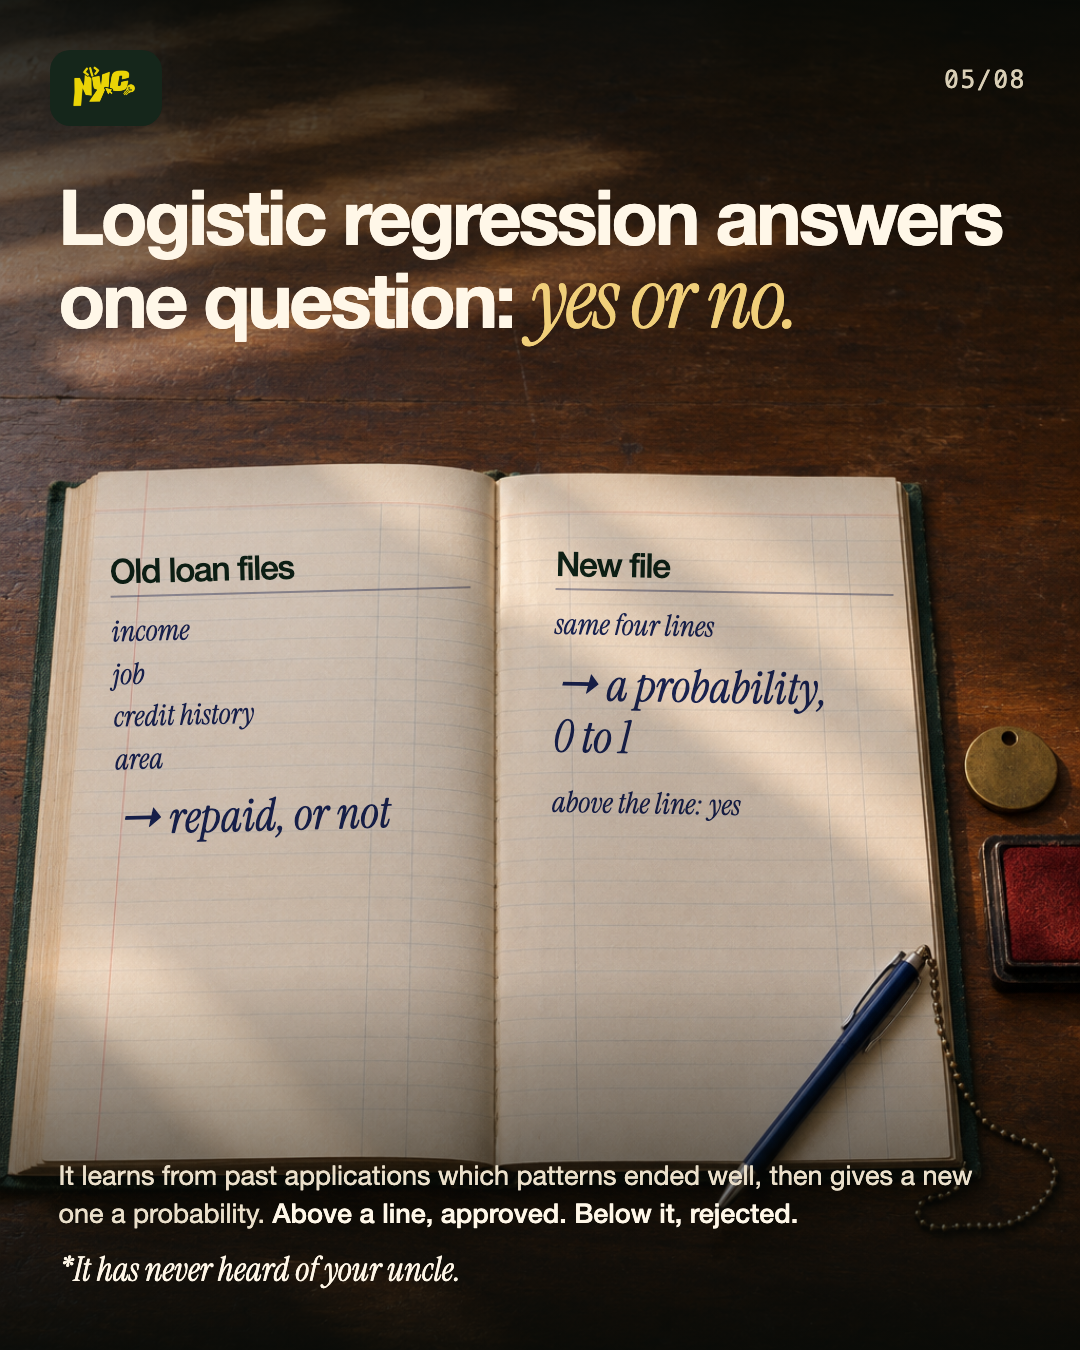 NYC
05/08
Logistic regression answers
one question: yes or no.
Old loan files
income
job
credit history
area
→ repaid, or not
New file
same four lines
→ a probability,
0 to 1
above the line: yes
It learns from past applications which patterns ended well, then gives a new
one a probability. Above a line, approved. Below it, rejected.
*It has never heard of your uncle.